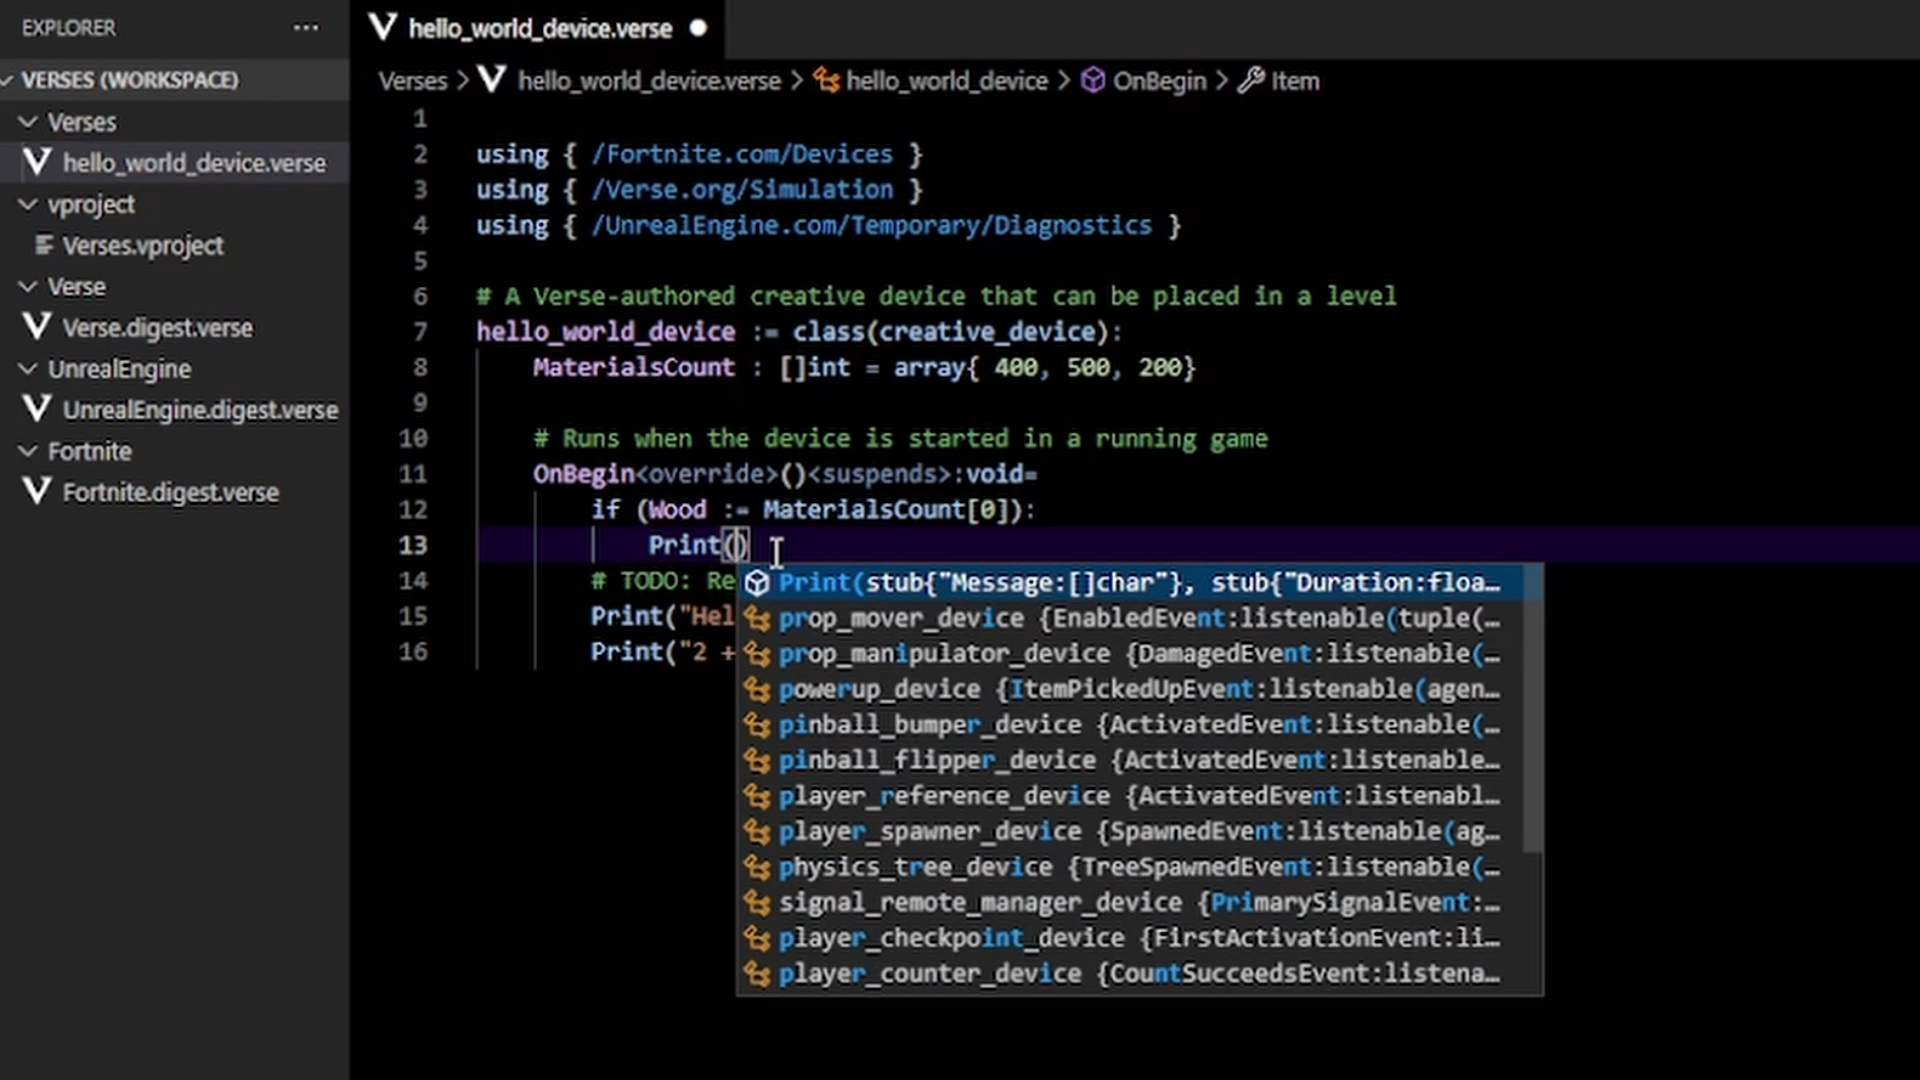 EXPLORER ···
VERSES (WORKSPACE)
Verses
hello_world_device.verse
vproject
Verses.vproject
Verse
Verse.digest.verse
UnrealEngine
UnrealEngine.digest.verse
Fortnite
Fortnite.digest.verse
hello_world_device.verse
Verses > hello_world_device.verse > hello_world_device > OnBegin > Item
1
2 using { /Fortnite.com/Devices }
3 using { /Verse.org/Simulation }
4 using { /UnrealEngine.com/Temporary/Diagnostics }
5
6 # A Verse-authored creative device that can be placed in a level
7 hello_world_device := class(creative_device):
8 MaterialsCount : []int = array{ 400, 500, 200}
9
10 # Runs when the device is started in a running game
11 OnBegin<override>()<suspends>:void=
12 if (Wood := MaterialsCount[0]):
13 Print()
14 # TODO: Re
15 Print("Hel
16 Print("2 +
Print(stub{"Message:[]char"}, stub{"Duration:floa…
prop_mover_device {EnabledEvent:listenable(tuple(…
prop_manipulator_device {DamagedEvent:listenable(…
powerup_device {ItemPickedUpEvent:listenable(agen…
pinball_bumper_device {ActivatedEvent:listenable(…
pinball_flipper_device {ActivatedEvent:listenable…
player_reference_device {ActivatedEvent:listenabl…
player_spawner_device {SpawnedEvent:listenable(ag…
physics_tree_device {TreeSpawnedEvent:listenable(…
signal_remote_manager_device {PrimarySignalEvent:…
player_checkpoint_device {FirstActivationEvent:li…
player_counter_device {CountSucceedsEvent:listena…